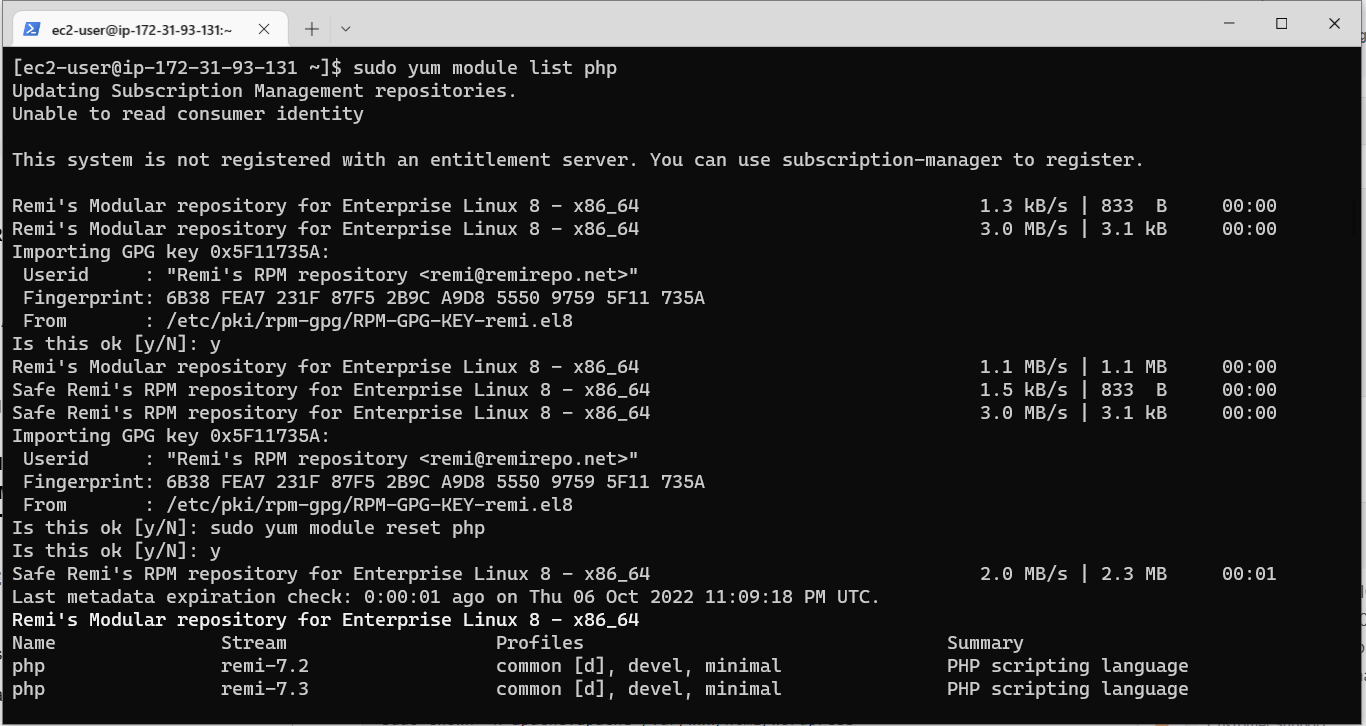 ec2-user@ip-172-31-93-131:~
[ec2-user@ip-172-31-93-131 ~]$ sudo yum module list php
Updating Subscription Management repositories.
Unable to read consumer identity
This system is not registered with an entitlement server. You can use subscription-manager to register.
Remi's Modular repository for Enterprise Linux 8 - x86_64 1.3 kB/s | 833 B 00:00
Remi's Modular repository for Enterprise Linux 8 - x86_64 3.0 MB/s | 3.1 kB 00:00
Importing GPG key 0x5F11735A:
Userid : "Remi's RPM repository <remi@remirepo.net>"
Fingerprint: 6B38 FEA7 231F 87F5 2B9C A9D8 5550 9759 5F11 735A
From : /etc/pki/rpm-gpg/RPM-GPG-KEY-remi.el8
Is this ok [y/N]: y
Remi's Modular repository for Enterprise Linux 8 - x86_64 1.1 MB/s | 1.1 MB 00:00
Safe Remi's RPM repository for Enterprise Linux 8 - x86_64 1.5 kB/s | 833 B 00:00
Safe Remi's RPM repository for Enterprise Linux 8 - x86_64 3.0 MB/s | 3.1 kB 00:00
Importing GPG key 0x5F11735A:
Userid : "Remi's RPM repository <remi@remirepo.net>"
Fingerprint: 6B38 FEA7 231F 87F5 2B9C A9D8 5550 9759 5F11 735A
From : /etc/pki/rpm-gpg/RPM-GPG-KEY-remi.el8
Is this ok [y/N]: sudo yum module reset php
Is this ok [y/N]: y
Safe Remi's RPM repository for Enterprise Linux 8 - x86_64 2.0 MB/s | 2.3 MB 00:01
Last metadata expiration check: 0:00:01 ago on Thu 06 Oct 2022 11:09:18 PM UTC.
Remi's Modular repository for Enterprise Linux 8 - x86_64
Name Stream Profiles Summary
php remi-7.2 common [d], devel, minimal PHP scripting language
php remi-7.3 common [d], devel, minimal PHP scripting language